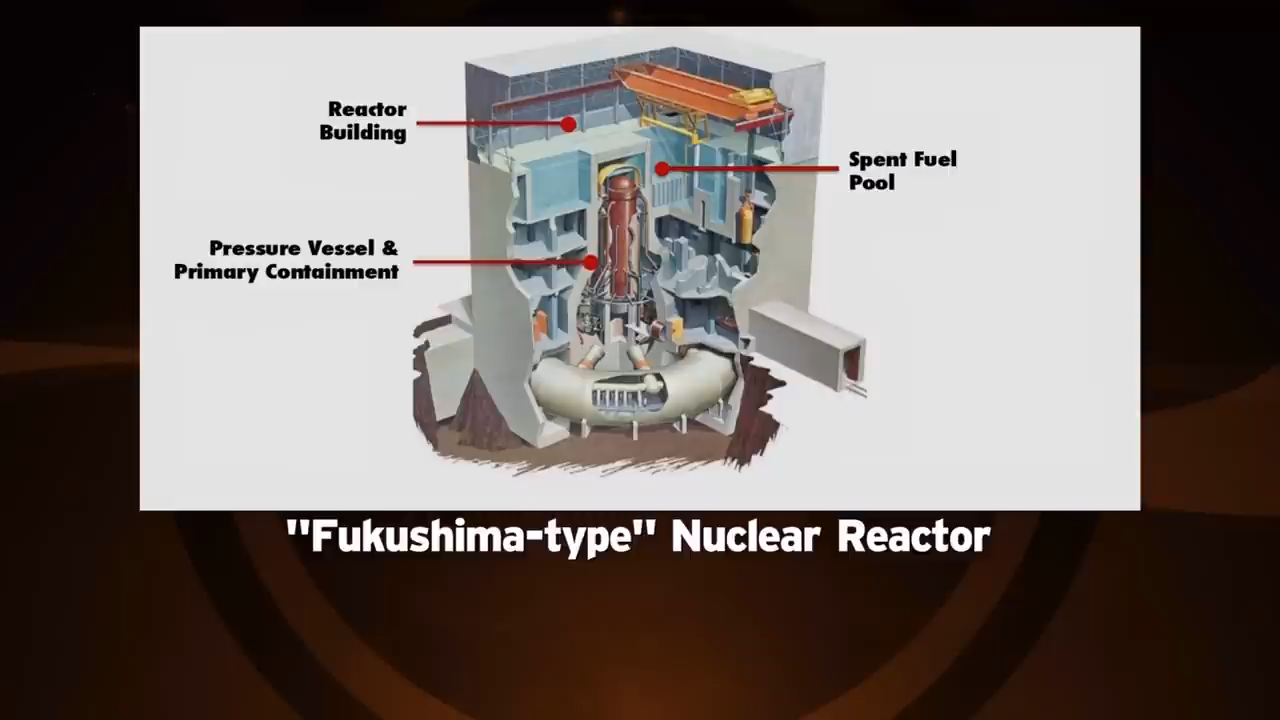 Reactor
Building
Spent Fuel
Pool
Pressure Vessel &
Primary Containment
"Fukushima-type" Nuclear Reactor